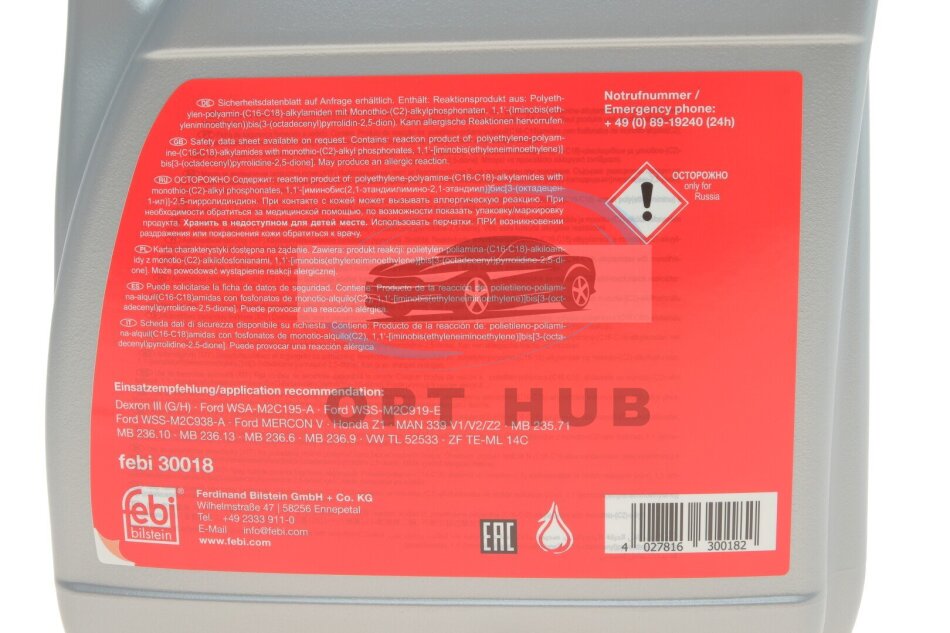 DE Sicherheitsdatenblatt auf Anfrage erhältlich. Enthält: Reaktionsprodukt aus: Polyeth-
ylen-polyamin-(C16-C18)-alkylamiden mit Monothio-(C2)-alkylphosphonaten, 1,1'-(Iminobis(eth-
yleniminoethylen))bis(3-(octadecenyl)pyrrolidin-2,5-dion). Kann allergische Reaktionen hervorrufen.
GB Safety data sheet available on request. Contains: reaction product of: polyethylene-polyam-
ine-(C16-C18)-alkylamides with monothio-(C2)-alkyl phosphonates, 1,1'-[iminobis(ethyleneiminoethylene)]
bis[3-(octadecenyl)pyrrolidine-2,5-dione]. May produce an allergic reaction.
RU ОСТОРОЖНО Содержит: reaction product of: polyethylene-polyamine-(C16-C18)-alkylamides with
monothio-(C2)-alkyl phosphonates, 1,1'-[иминобис(2,1-этандиилимино-2,1-этандиил)]бис[3-(октадецен-
1-ил)]-2,5-пирролидиндион. При контакте с кожей может вызывать аллергическую реакцию. При
необходимости обратиться за медицинской помощью, по возможности показать упаковку/маркировку
продукта. Хранить в недоступном для детей месте. Использовать перчатки. ПРИ возникновении
раздражения или покраснения кожи обратиться к врачу.
PL Karta charakterystyki dostępna na żądanie. Zawiera: produkt reakcji: polietylen-poliamina-(C16-C18)-alkiloam-
idy z monotio-(C2)-alkilofosfonianami, 1,1'-[iminobis(etylenoiminoetyleno)]bis[3-(octadecenyl)pyrrolidine-2,5-di-
one]. Może powodować wystąpienie reakcji alergicznej.
ES Puede solicitarse la ficha de datos de seguridad. Contiene: Producto de la reacción de: polietileno-poliami-
na-alquil(C16-C18)amidas con fosfonatos de monotio-alquilo(C2), 1,1'-[iminobis(ethyleneiminoethylene)]bis[3-(oct-
adecenyl)pyrrolidine-2,5-dione]. Puede provocar una reacción alérgica.
IT Scheda dati di sicurezza disponibile su richiesta. Contiene: Producto de la reacción de: polietileno-poliami-
na-alquil(C16-C18)amidas con fosfonatos de monotio-alquilo(C2), 1,1'-[iminobis(ethyleneiminoethylene)]bis[3-(octa-
decenyl)pyrrolidine-2,5-dione]. Puede provocar una reacción alérgica.
Notrufnummer /
Emergency phone:
+ 49 (0) 89-19240 (24h)
ОСТОРОЖНО
only for
Russia
OPT HUB
Einsatzempfehlung/application recommendation:
Dexron III (G/H) · Ford WSA-M2C195-A · Ford WSS-M2C919-E
Ford WSS-M2C938-A · Ford MERCON V · Honda Z1 · MAN 339 V1/V2/Z2 · MB 235.71
MB 236.10 · MB 236.13 · MB 236.6 · MB 236.9 · VW TL 52533 · ZF TE-ML 14C
febi 30018
febi®
bilstein
Ferdinand Bilstein GmbH + Co. KG
Wilhelmstraße 47 | 58256 Ennepetal
Tel. +49 2333 911-0
E-Mail info@febi.com
www.febi.com
EAC
4 027816 300182